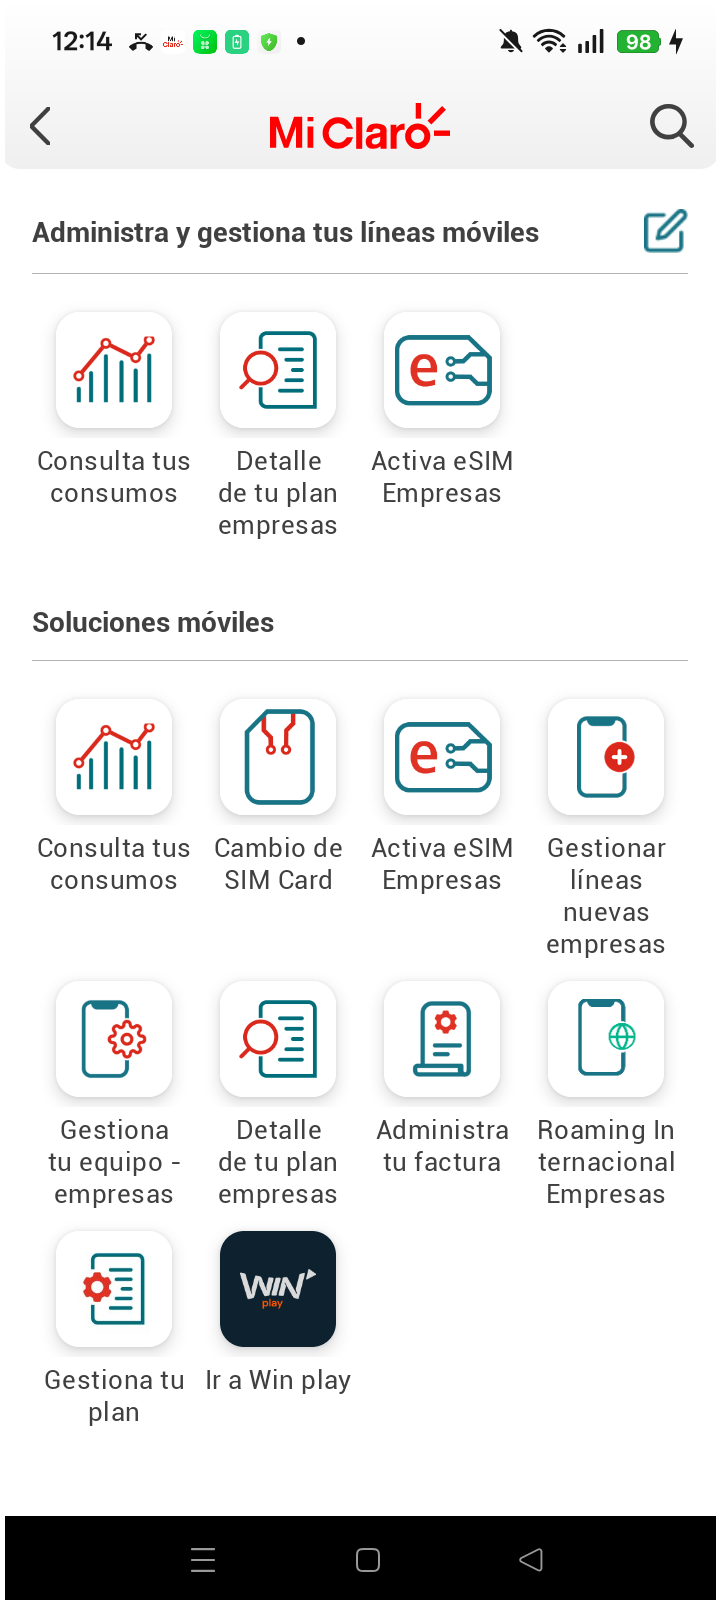 12:14
Mi Claro
98
Mi Claro
Administra y gestiona tus líneas móviles
e
Consulta tus
consumos
Detalle
de tu plan
empresas
Activa eSIM
Empresas
Soluciones móviles
e
Consulta tus
consumos
Cambio de
SIM Card
Activa eSIM
Empresas
Gestionar
líneas
nuevas
empresas
Gestiona
tu equipo -
empresas
Detalle
de tu plan
empresas
Administra
tu factura
Roaming In
ternacional
Empresas
WIN
play
Gestiona tu
plan
Ir a Win play